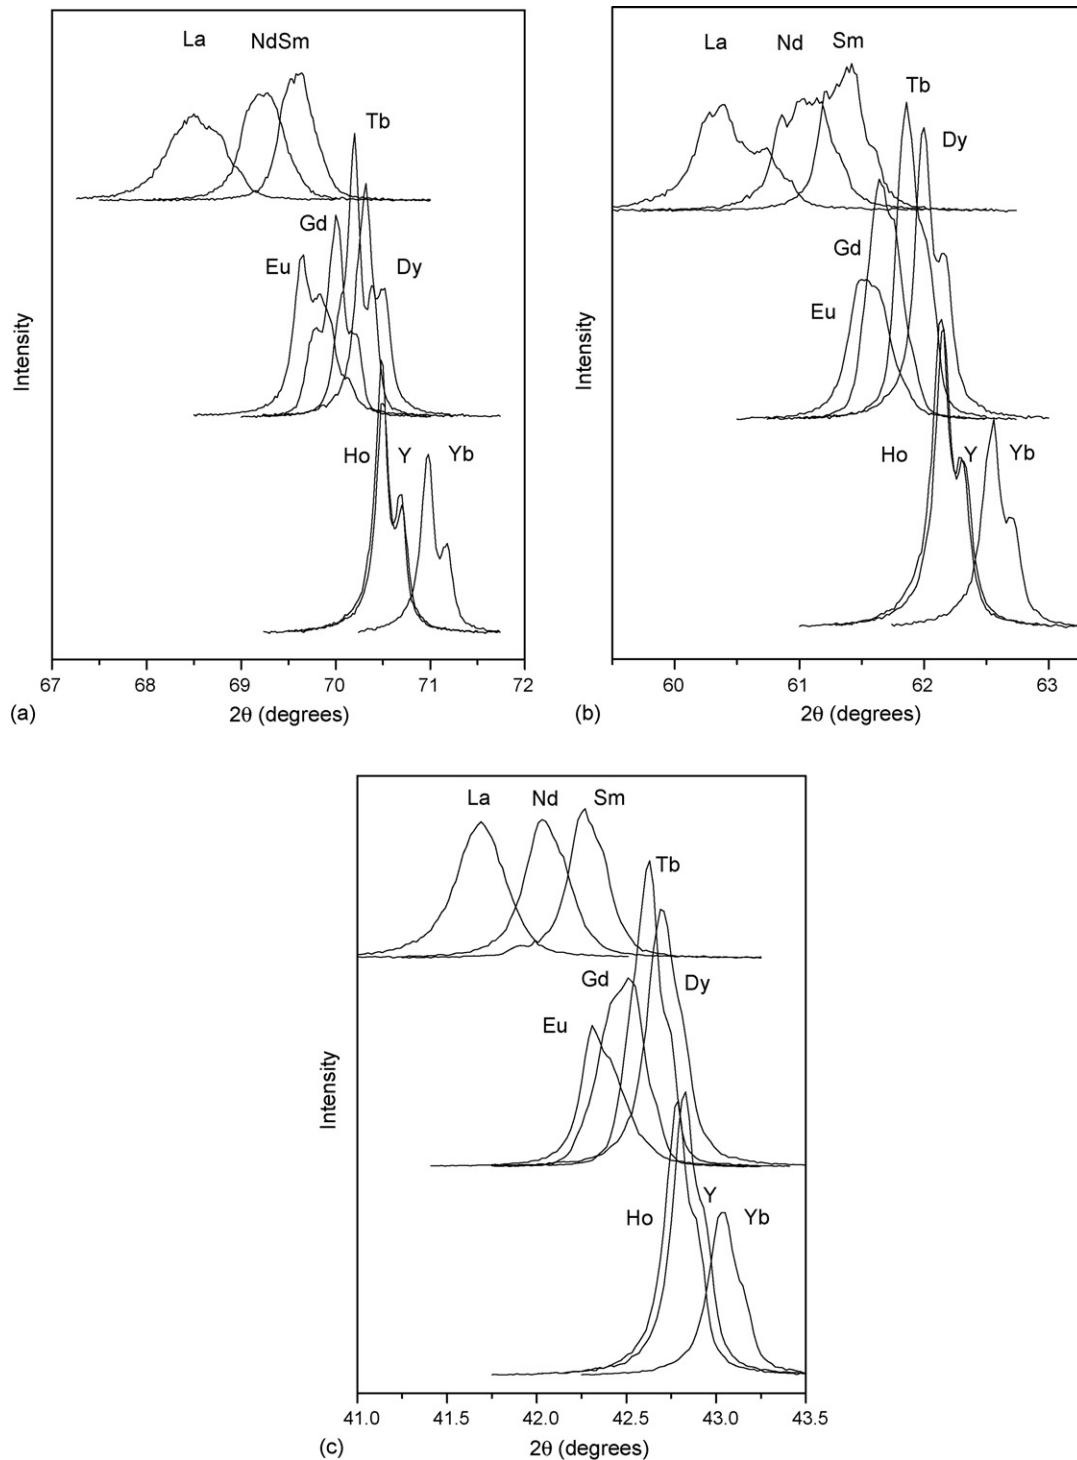 La
NdSm
Tb
Gd
Eu
Dy
Ho
Y
Yb
Intensity
67
68
69
70
71
72
2θ (degrees)
(a)
La
Nd
Sm
Tb
Dy
Gd
Eu
Ho
Y
Yb
Intensity
60
61
62
63
2θ (degrees)
(b)
La
Nd
Sm
Tb
Gd
Dy
Eu
Ho
Y
Yb
Intensity
41.0
41.5
42.0
42.5
43.0
43.5
2θ (degrees)
(c)